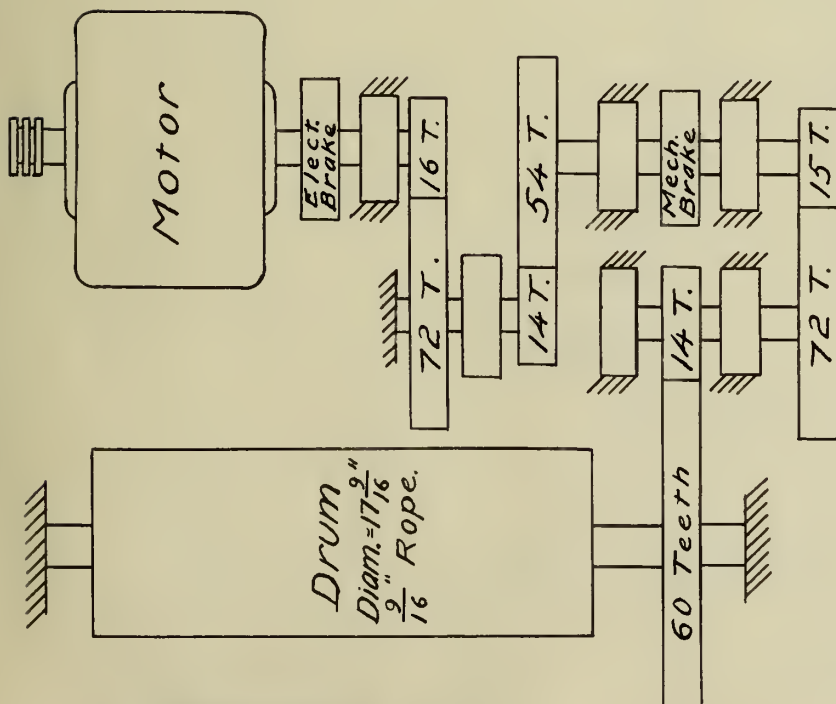 Motor
Elect.
Brake
16 T.
72 T.
14 T.
54 T.
Mech.
Brake
15 T.
72 T.
14 T.
60 Teeth
Drum
Diam.=17 9/16"
9/16" Rope.